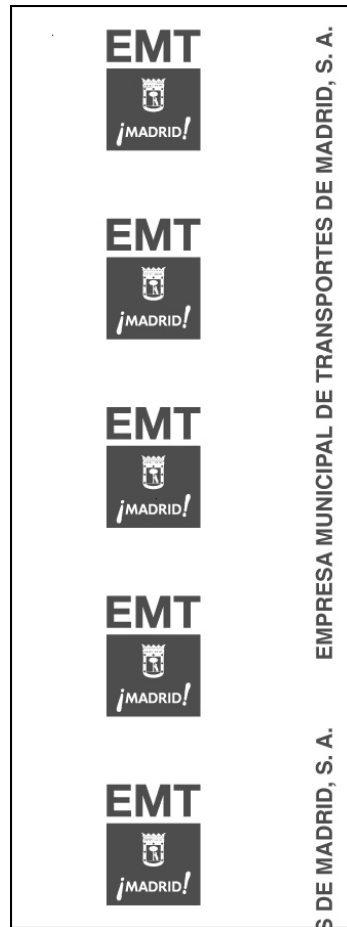 EMT
¡MADRID!
EMT
¡MADRID!
EMT
¡MADRID!
EMT
¡MADRID!
EMT
¡MADRID!
EMPRESA MUNICIPAL DE TRANSPORTES DE MADRID, S. A.
DE MADRID, S. A.